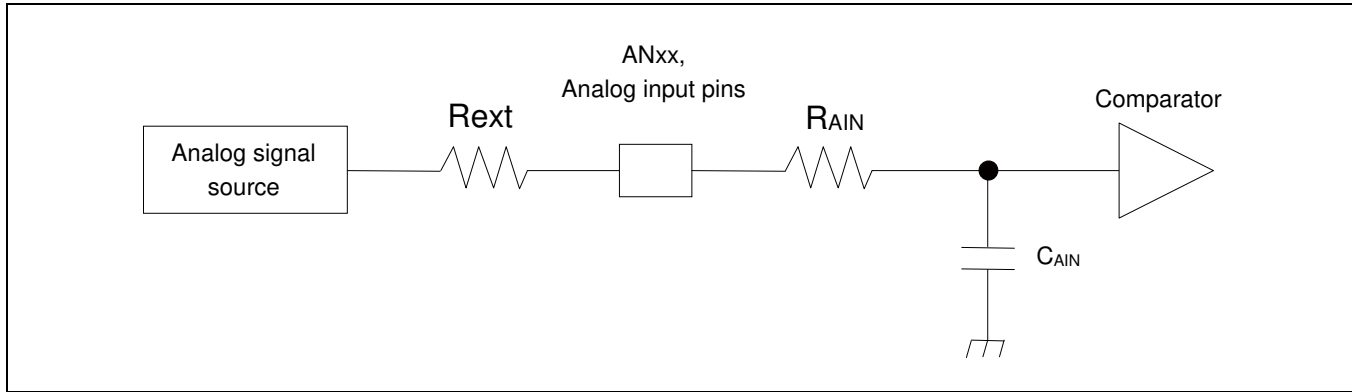 ANxx,
Analog input pins
Comparator
Rext
RAIN
Analog signal
source
CAIN